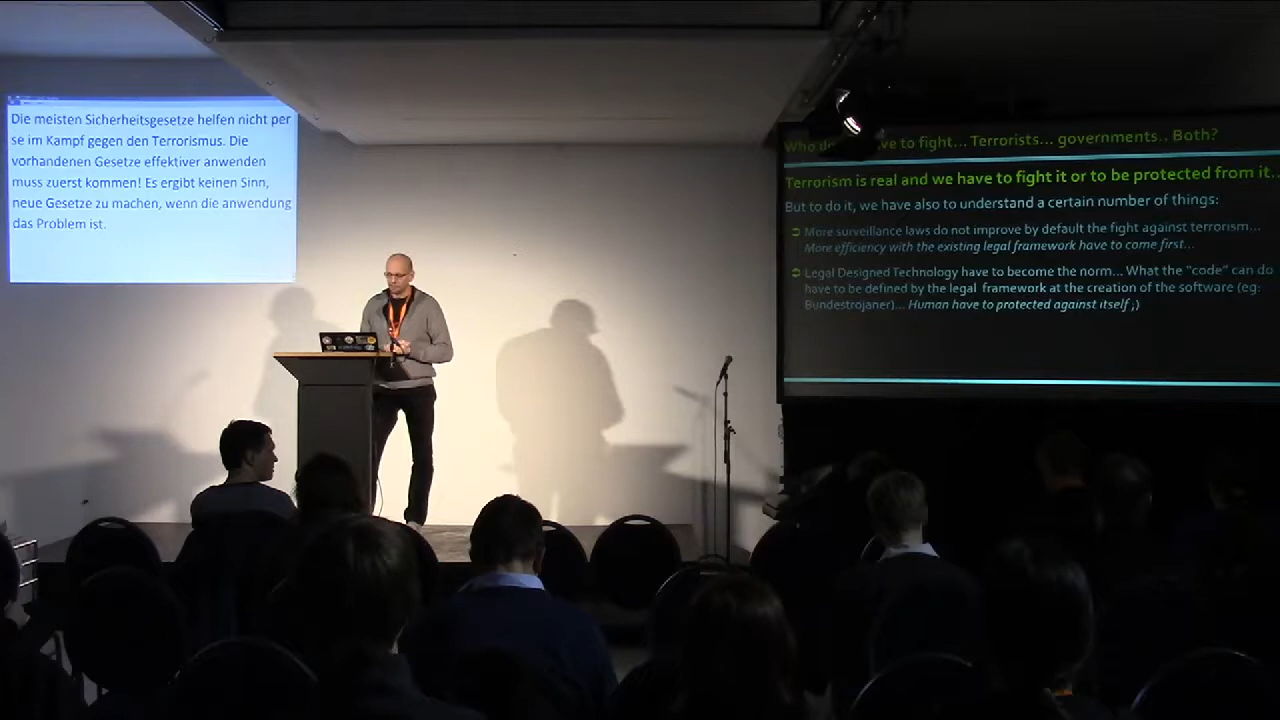 Die meisten Sicherheitsgesetze helfen nicht per
se im Kampf gegen den Terrorismus. Die
vorhandenen Gesetze effektiver anwenden
muss zuerst kommen! Es ergibt keinen Sinn,
neue Gesetze zu machen, wenn die anwendung
das Problem ist.
Who ve to fight... Terrorists... governments.. Both?
Terrorism is real and we have to fight it or to be protected from it...
But to do it, we have also to understand a certain number of things:
More surveillance laws do not improve by default the fight against terrorism...
More efficiency with the existing legal framework have to come first...
Legal Designed Technology have to become the norm... What the "code" can do
have to be defined by the legal framework at the creation of the software (eg:
Bundestrojaner)... Human have to protected against itself ;)